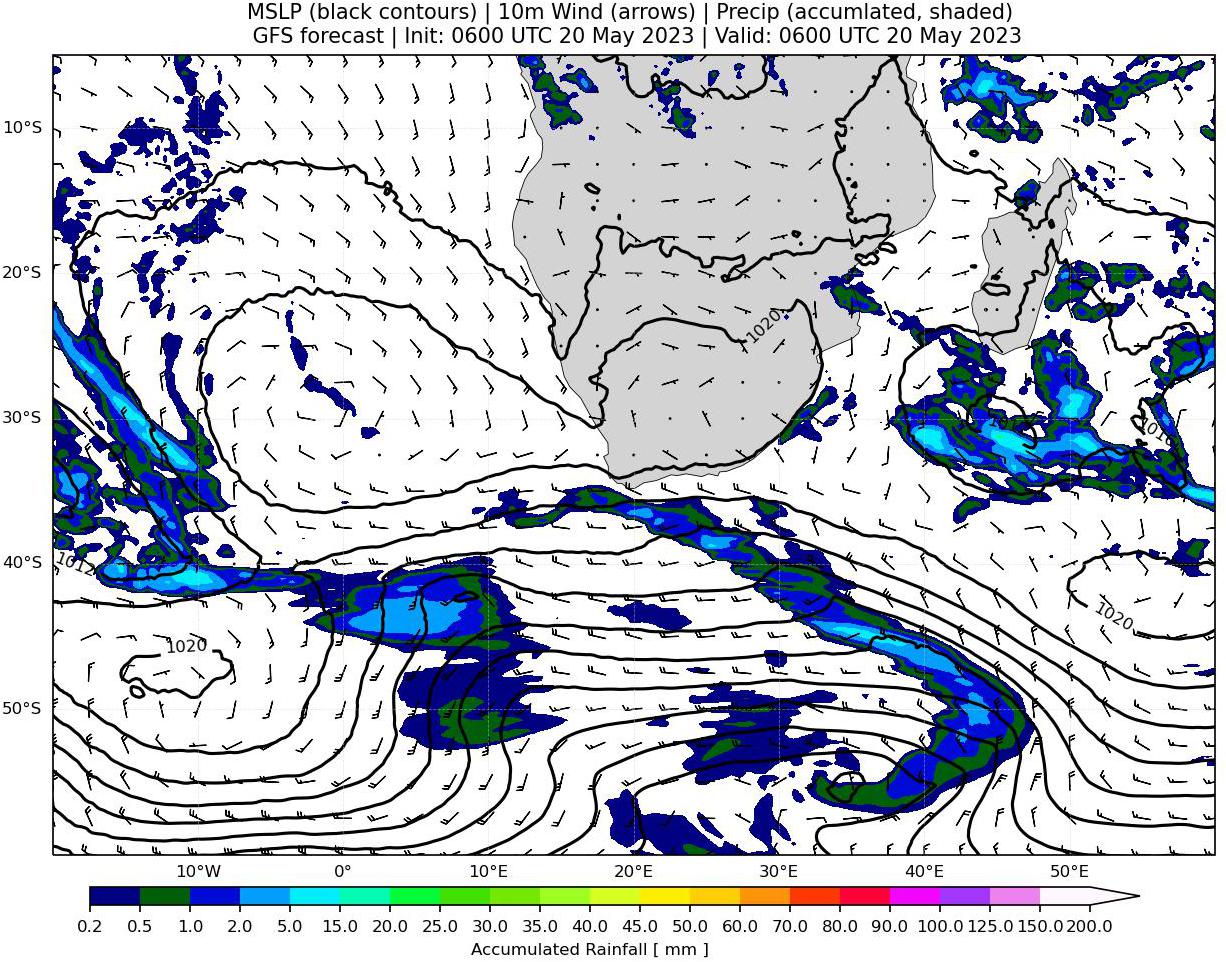 MSLP (black contours) | 10m Wind (arrows) | Precip (accumlated, shaded)
GFS forecast | Init: 0600 UTC 20 May 2023 | Valid: 0600 UTC 20 May 2023
10°S
20°S
1020
30°S
1016
40°S
1012
1020
1020
50°S
10°W 0° 10°E 20°E 30°E 40°E 50°E
0.2 0.5 1.0 2.0 5.0 10.0 15.0 20.0 25.0 30.0 35.0 40.0 45.0 50.0 60.0 70.0 80.0 90.0 100.0 125.0 150.0 200.0
Accumulated Rainfall [ mm ]